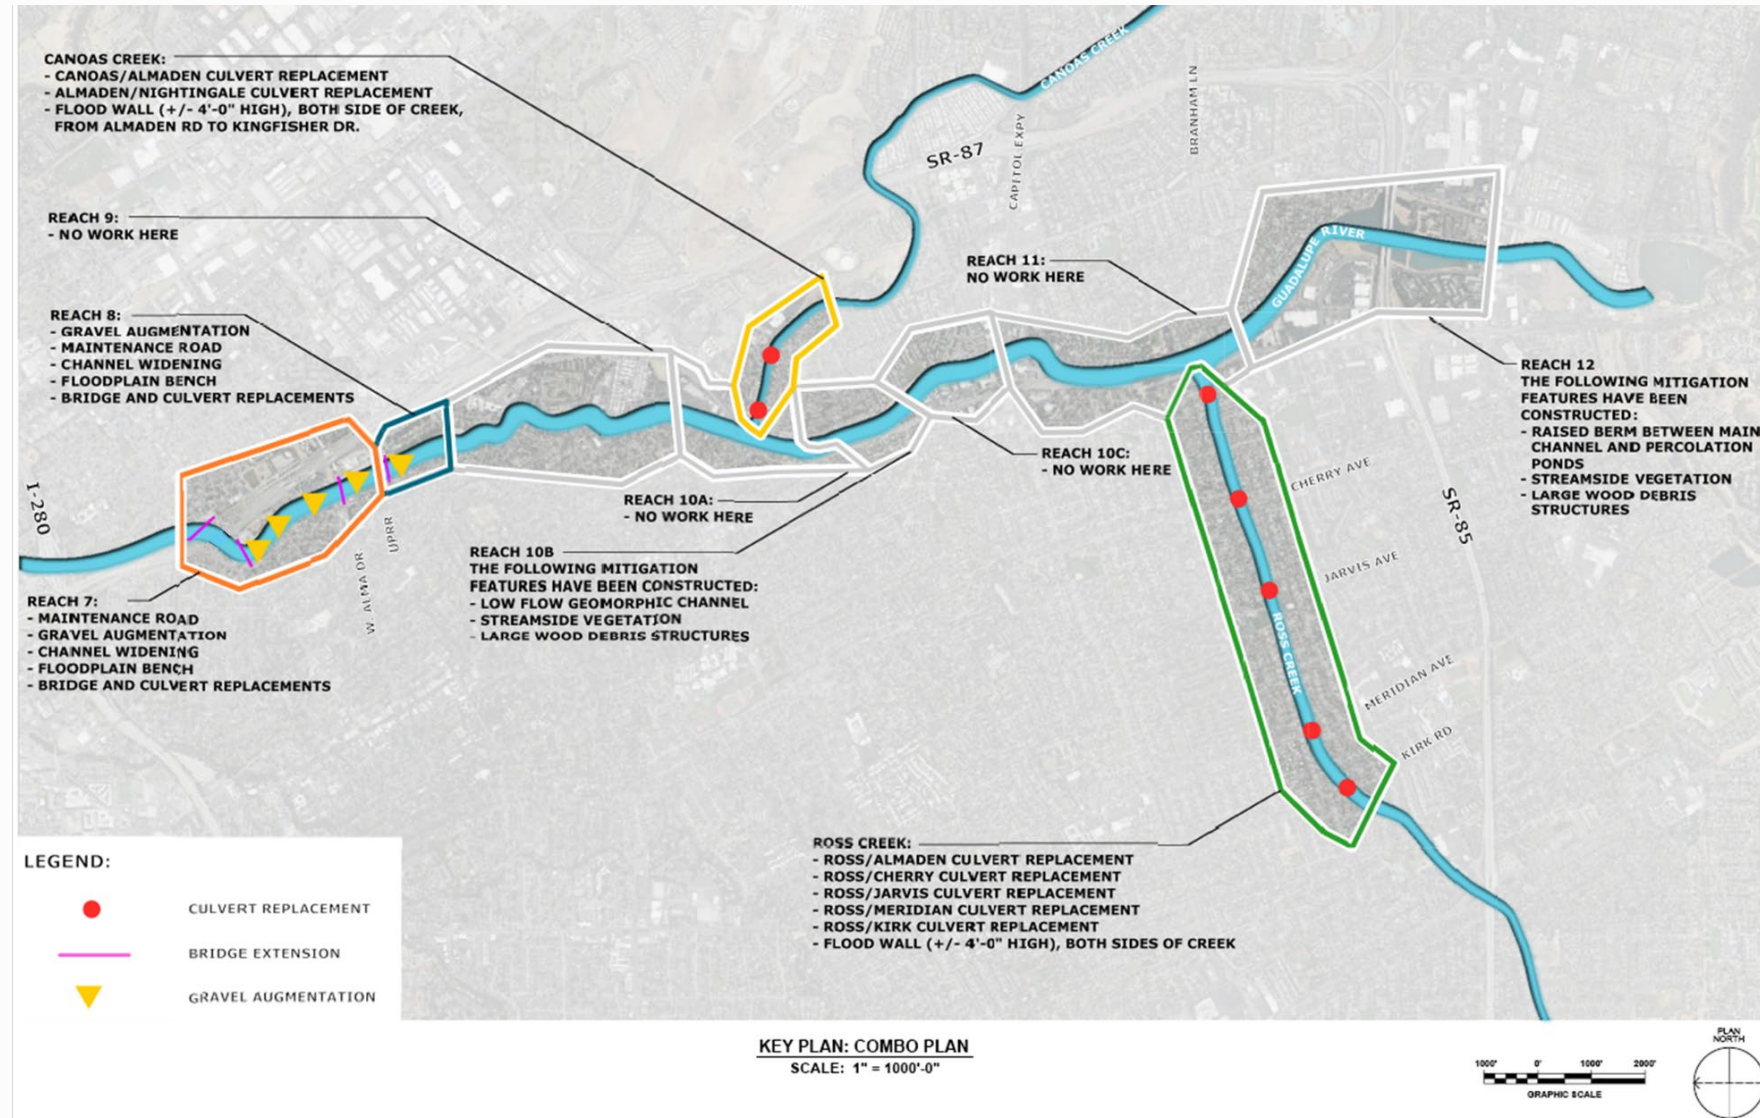 CANOAS CREEK:
- CANOAS/ALMADEN CULVERT REPLACEMENT
- ALMADEN/NIGHTINGALE CULVERT REPLACEMENT
- FLOOD WALL (+/- 4'-0" HIGH), BOTH SIDE OF CREEK,
FROM ALMADEN RD TO KINGFISHER DR.
CANOAS CREEK
SR-87
CAPITOL EXPY
BRANHAM LN
REACH 9:
- NO WORK HERE
REACH 11:
NO WORK HERE
GUADALUPE RIVER
REACH 8:
- GRAVEL AUGMENTATION
- MAINTENANCE ROAD
- CHANNEL WIDENING
- FLOODPLAIN BENCH
- BRIDGE AND CULVERT REPLACEMENTS
REACH 12
THE FOLLOWING MITIGATION
FEATURES HAVE BEEN
CONSTRUCTED:
- RAISED BERM BETWEEN MAIN
CHANNEL AND PERCOLATION
PONDS
- STREAMSIDE VEGETATION
- LARGE WOOD DEBRIS
STRUCTURES
REACH 10C:
- NO WORK HERE
REACH 10A:
- NO WORK HERE
I-280
W. ALMA DR.
UPRR
CHERRY AVE
SR-85
JARVIS AVE
REACH 10B
THE FOLLOWING MITIGATION
FEATURES HAVE BEEN CONSTRUCTED:
- LOW FLOW GEOMORPHIC CHANNEL
- STREAMSIDE VEGETATION
- LARGE WOOD DEBRIS STRUCTURES
REACH 7:
- MAINTENANCE ROAD
- GRAVEL AUGMENTATION
- CHANNEL WIDENING
- FLOODPLAIN BENCH
- BRIDGE AND CULVERT REPLACEMENTS
ROSS CREEK
MERIDIAN AVE
KIRK RD
ROSS CREEK:
- ROSS/ALMADEN CULVERT REPLACEMENT
- ROSS/CHERRY CULVERT REPLACEMENT
- ROSS/JARVIS CULVERT REPLACEMENT
- ROSS/MERIDIAN CULVERT REPLACEMENT
- ROSS/KIRK CULVERT REPLACEMENT
- FLOOD WALL (+/- 4'-0" HIGH), BOTH SIDES OF CREEK
LEGEND:
CULVERT REPLACEMENT
BRIDGE EXTENSION
GRAVEL AUGMENTATION
KEY PLAN: COMBO PLAN
SCALE: 1" = 1000'-0"
1000' 0' 1000' 2000'
GRAPHIC SCALE
PLAN
NORTH